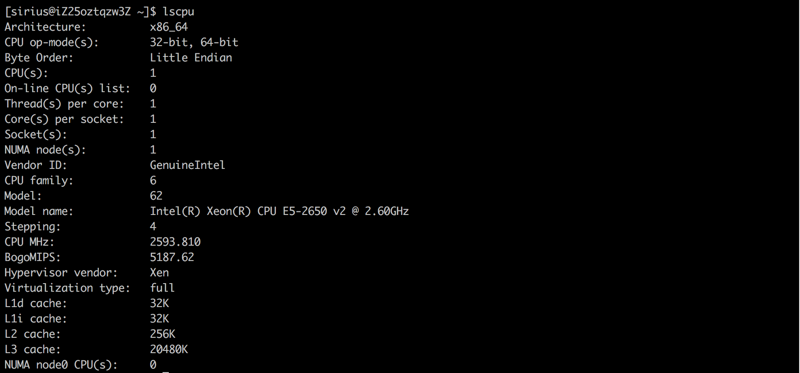 [sirius@iZ25oztqzw3Z ~]$ lscpu
Architecture: x86_64
CPU op-mode(s): 32-bit, 64-bit
Byte Order: Little Endian
CPU(s): 1
On-line CPU(s) list: 0
Thread(s) per core: 1
Core(s) per socket: 1
Socket(s): 1
NUMA node(s): 1
Vendor ID: GenuineIntel
CPU family: 6
Model: 62
Model name: Intel(R) Xeon(R) CPU E5-2650 v2 @ 2.60GHz
Stepping: 4
CPU MHz: 2593.810
BogoMIPS: 5187.62
Hypervisor vendor: Xen
Virtualization type: full
L1d cache: 32K
L1i cache: 32K
L2 cache: 256K
L3 cache: 20480K
NUMA node0 CPU(s): 0